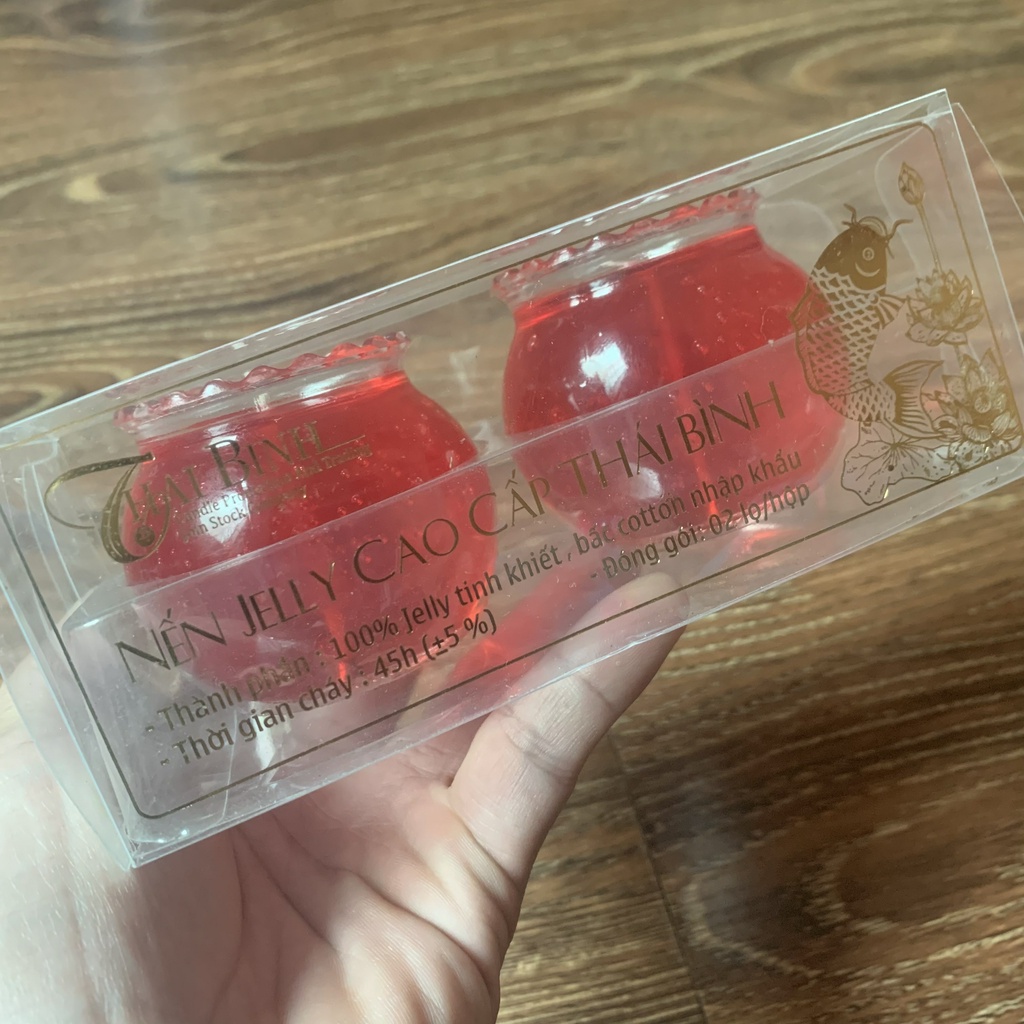 THÁI BÌNH
NẾN JELLY CAO CẤP THÁI BÌNH
- Thành phần : 100% Jelly tinh khiết , bấc cotton nhập khẩu
- Thời gian cháy : 45h (±5 %)
- Đóng gói: 02 lọ/hộp